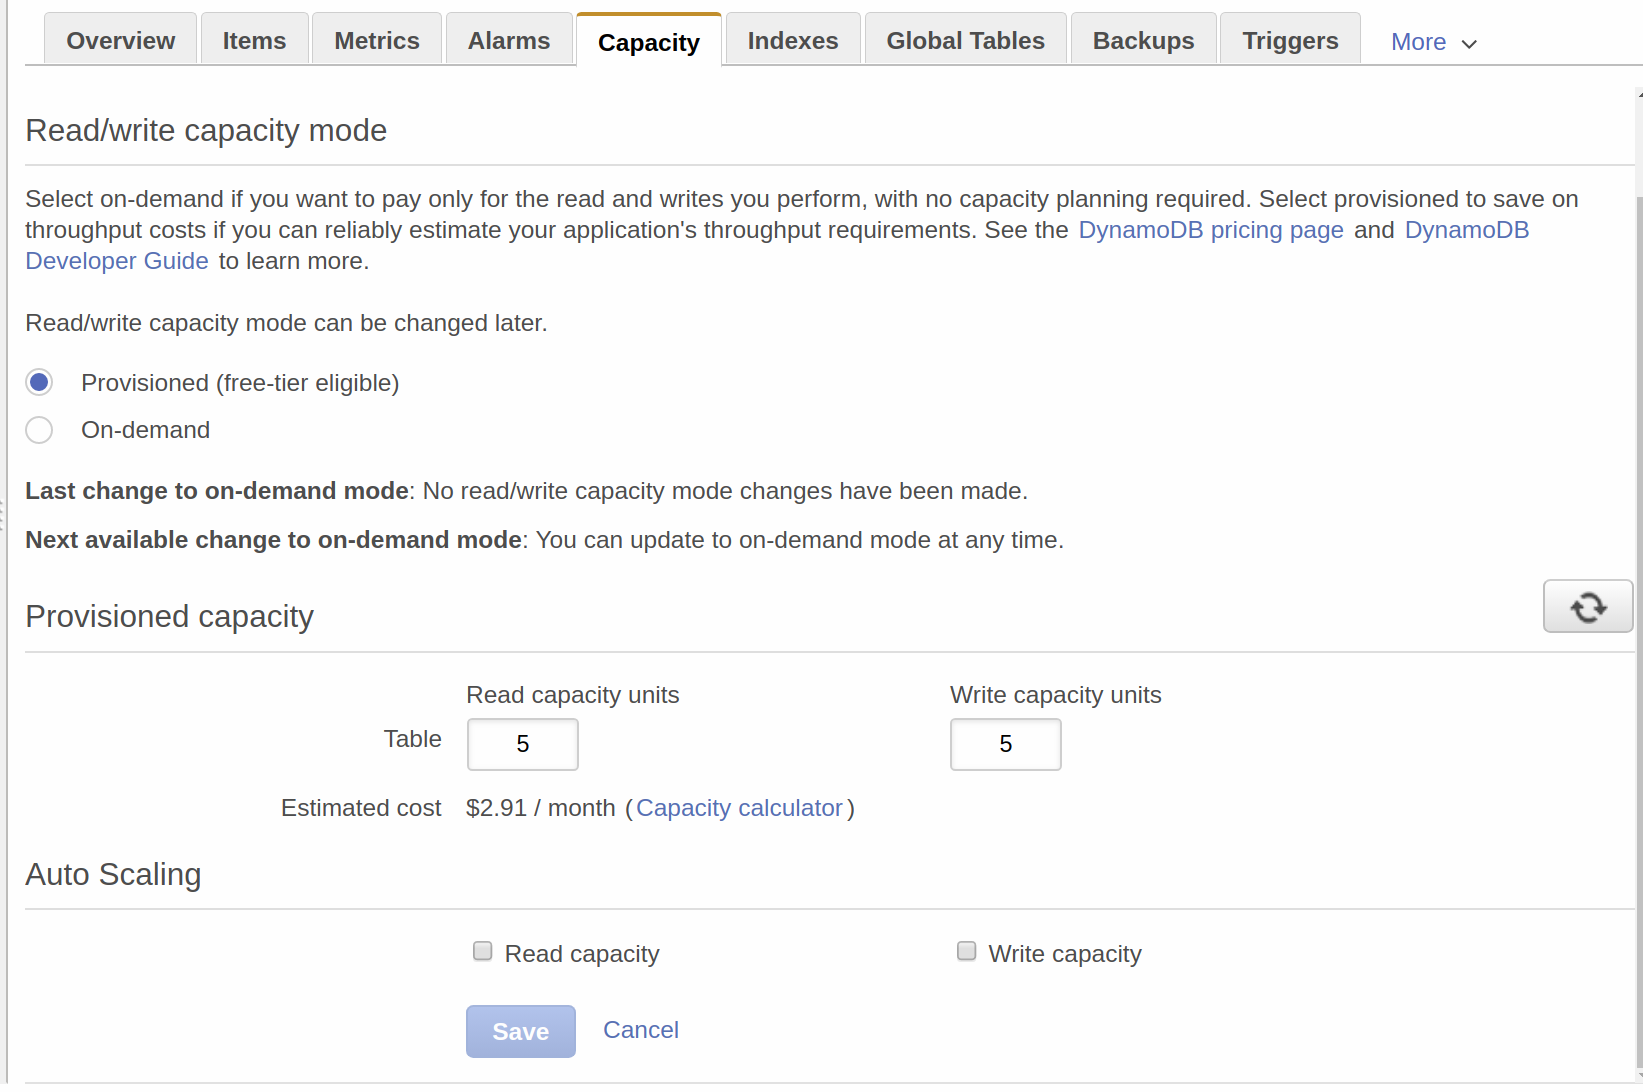 Overview Items Metrics Alarms Capacity Indexes Global Tables Backups Triggers More
Read/write capacity mode
Select on-demand if you want to pay only for the read and writes you perform, with no capacity planning required. Select provisioned to save on
throughput costs if you can reliably estimate your application's throughput requirements. See the DynamoDB pricing page and DynamoDB
Developer Guide to learn more.
Read/write capacity mode can be changed later.
Provisioned (free-tier eligible)
On-demand
Last change to on-demand mode: No read/write capacity mode changes have been made.
Next available change to on-demand mode: You can update to on-demand mode at any time.
Provisioned capacity
Read capacity units Write capacity units
Table 5 5
Estimated cost $2.91 / month (Capacity calculator)
Auto Scaling
Read capacity Write capacity
Save Cancel